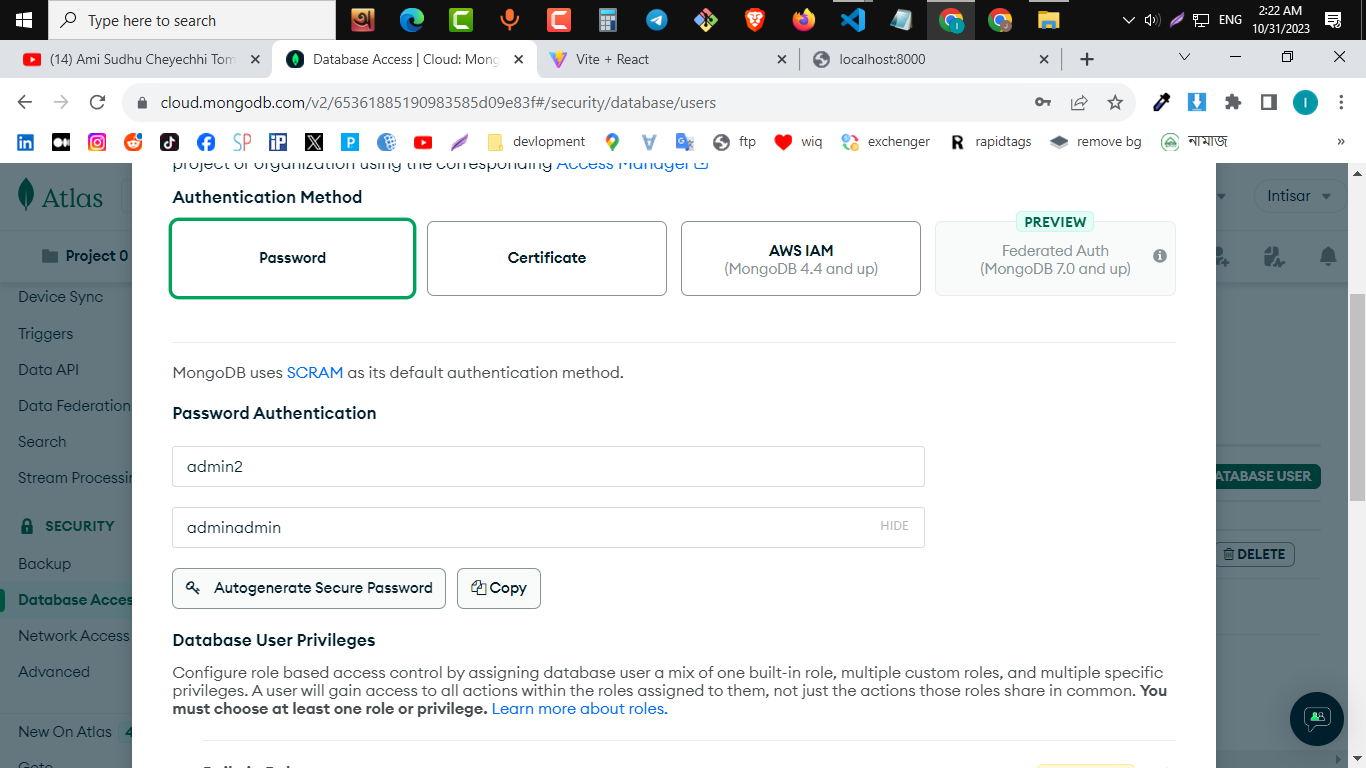 Type here to search
ENG
2:22 AM
10/31/2023
(14) Ami Sudhu Cheyechhi Tom
Database Access | Cloud: Mong
Vite + React
localhost:8000
cloud.mongodb.com/v2/65361885190983585d09e83f#/security/database/users
I
devlopment
ftp
wiq
exchenger
rapidtags
remove bg
নামাজ
»
project or organization using the corresponding Access Manager
Atlas
Intisar
Project 0
Authentication Method
Password
Certificate
AWS IAM
(MongoDB 4.4 and up)
PREVIEW
Federated Auth
(MongoDB 7.0 and up)
Device Sync
Triggers
Data API
Data Federation
Search
Stream Processin
SECURITY
Backup
Database Acces
Network Access
Advanced
New On Atlas 4
Goto
MongoDB uses SCRAM as its default authentication method.
Password Authentication
admin2
adminadmin
HIDE
Autogenerate Secure Password
Copy
Database User Privileges
Configure role based access control by assigning database user a mix of one built-in role, multiple custom roles, and multiple specific
privileges. A user will gain access to all actions within the roles assigned to them, not just the actions those roles share in common. You
must choose at least one role or privilege. Learn more about roles.
ATABASE USER
DELETE